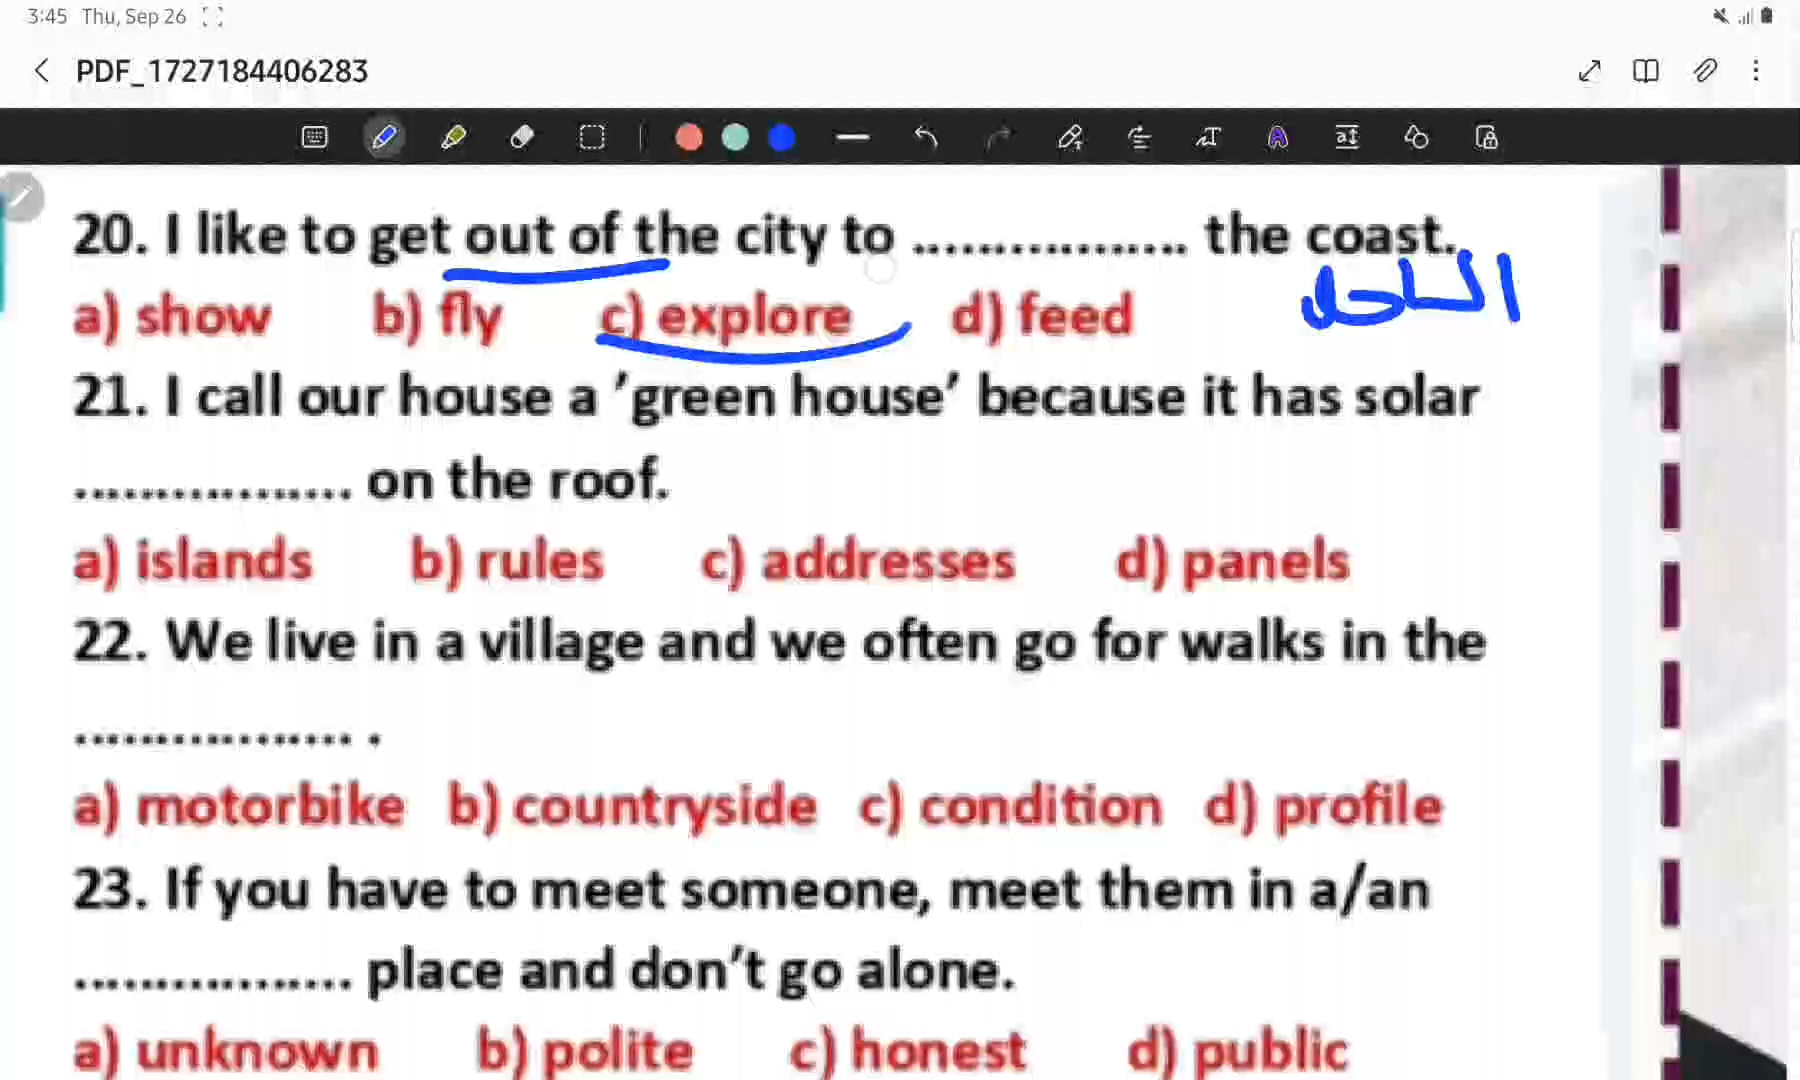 3:45 Thu, Sep 26
PDF_1727184406283
20. I like to get out of the city to ................. the coast.
a) show b) fly c) explore d) feed
21. I call our house a ‘green house’ because it has solar
................. on the roof.
a) islands b) rules c) addresses d) panels
22. We live in a village and we often go for walks in the
................. .
a) motorbike b) countryside c) condition d) profile
23. If you have to meet someone, meet them in a/an
................. place and don’t go alone.
a) unknown b) polite c) honest d) public